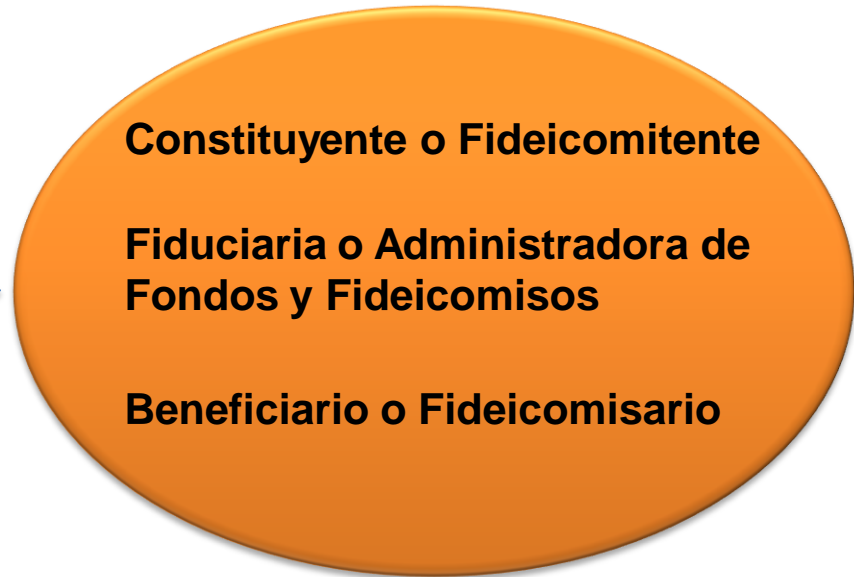 Constituyente o Fideicomitente
Fiduciaria o Administradora de
Fondos y Fideicomisos
Beneficiario o Fideicomisario